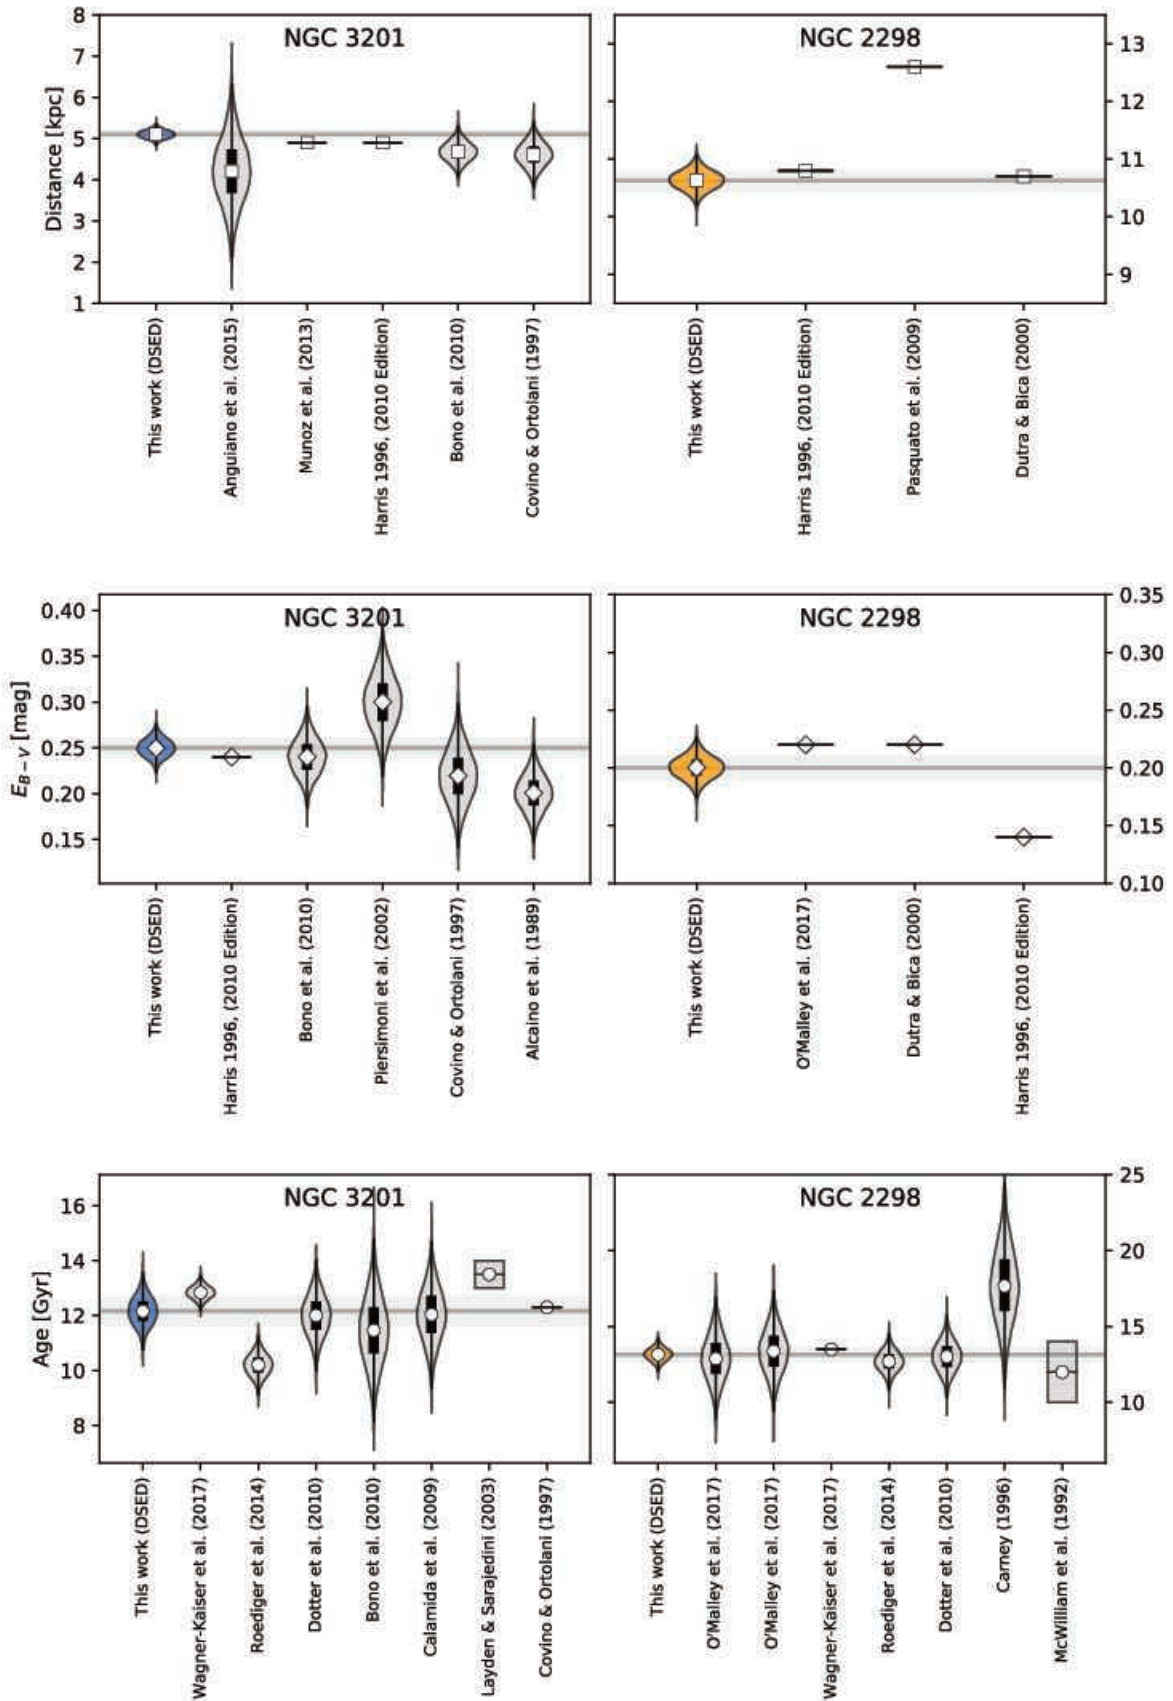 NGC 3201
NGC 2298
Distance [kpc]
8
7
6
5
4
3
2
1
13
12
11
10
9
This work (DSED)
Anguiano et al. (2015)
Munoz et al. (2013)
Harris 1996, (2010 Edition)
Bono et al. (2010)
Covino & Ortolani (1997)
This work (DSED)
Harris 1996, (2010 Edition)
Pasquato et al. (2009)
Dutra & Bica (2000)
NGC 3201
NGC 2298
E_{B−V} [mag]
0.40
0.35
0.30
0.25
0.20
0.15
0.35
0.30
0.25
0.20
0.15
0.10
This work (DSED)
Harris 1996, (2010 Edition)
Bono et al. (2010)
Piersimoni et al. (2002)
Covino & Ortolani (1997)
Alcaino et al. (1989)
This work (DSED)
O'Malley et al. (2017)
Dutra & Bica (2000)
Harris 1996, (2010 Edition)
NGC 3201
NGC 2298
Age [Gyr]
16
14
12
10
8
25
20
15
10
This work (DSED)
Wagner-Kaiser et al. (2017)
Roediger et al. (2014)
Dotter et al. (2010)
Bono et al. (2010)
Calamida et al. (2009)
Layden & Sarajedini (2003)
Covino & Ortolani (1997)
This work (DSED)
O'Malley et al. (2017)
O'Malley et al. (2017)
Wagner-Kaiser et al. (2017)
Roediger et al. (2014)
Dotter et al. (2010)
Carney (1996)
McWilliam et al. (1992)